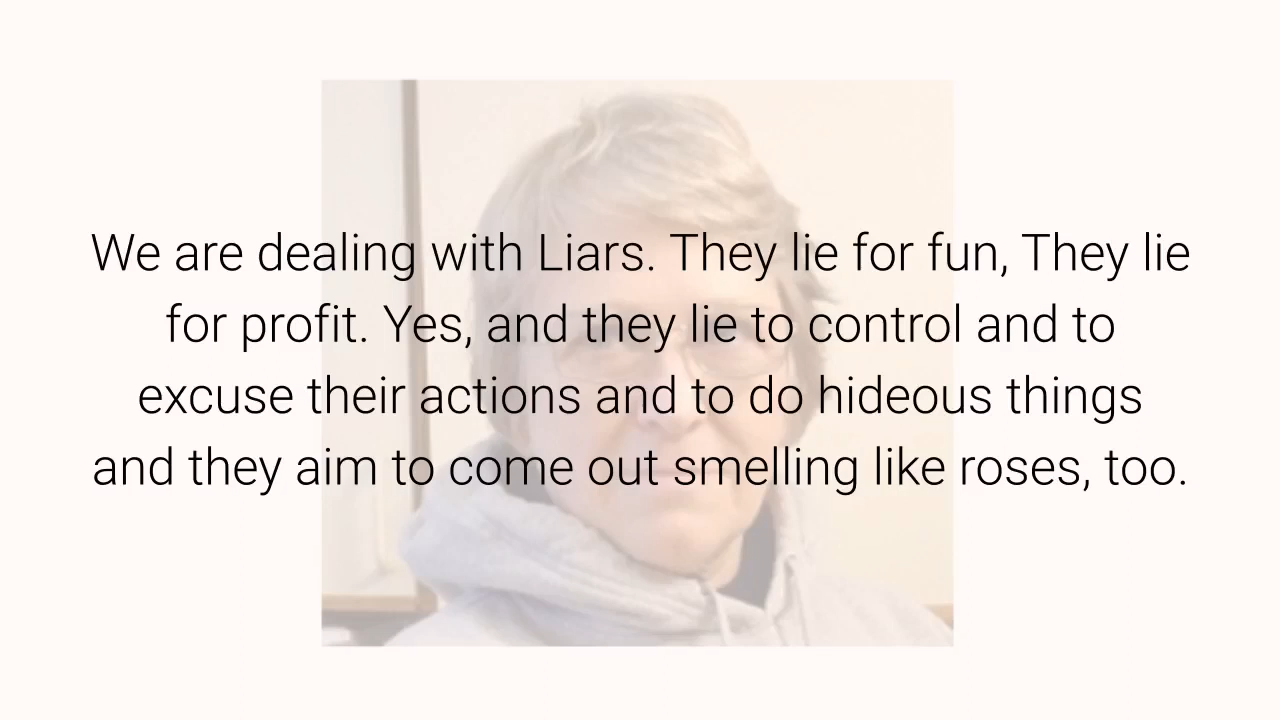 We are dealing with Liars. They lie for fun, They lie
for profit. Yes, and they lie to control and to
excuse their actions and to do hideous things
and they aim to come out smelling like roses, too.